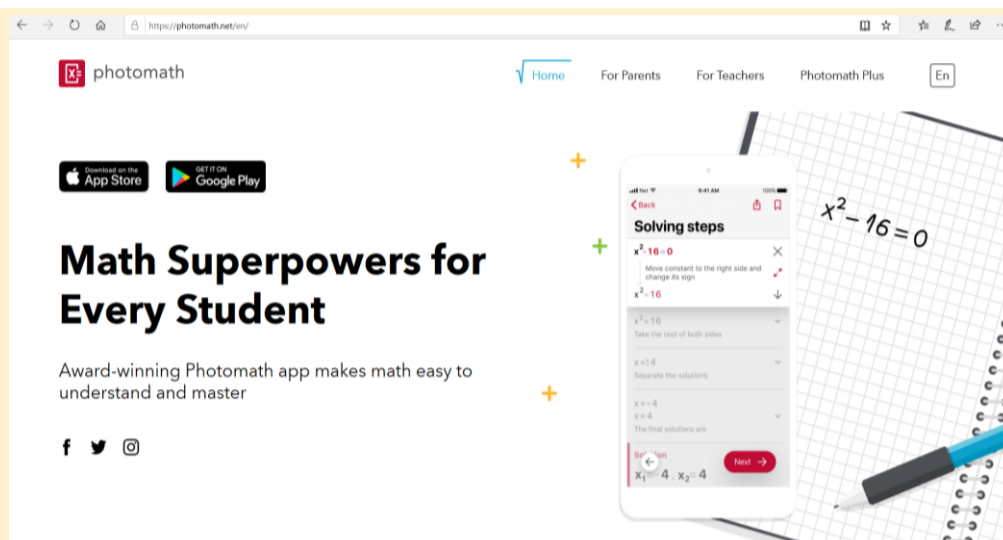 https://photomath.net/en/
photomath
Home
For Parents
For Teachers
Photomath Plus
En
Download on the
App Store
GET IT ON
Google Play
Math Superpowers for
Every Student
Award-winning Photomath app makes math easy to
understand and master
9:41 AM
100%
Back
Solving steps
x²-16=0
Move constant to the right side and
change its sign
x²=16
x²=16
Take the root of both sides
x=±4
Separate the solutions
x=-4
x=4
The final solutions are
Next
x₁=-4, x₂=4
x²-16=0